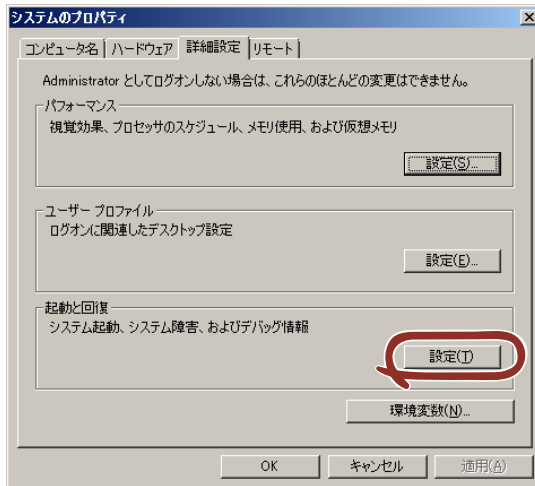 システムのプロパティ
コンピュータ名 ハードウェア 詳細設定 リモート
Administrator としてログオンしない場合は、これらのほとんどの変更はできません。
パフォーマンス
視覚効果、プロセッサのスケジュール、メモリ使用、および仮想メモリ
設定(S)...
ユーザー プロファイル
ログオンに関連したデスクトップ設定
設定(E)...
起動と回復
システム起動、システム障害、およびデバッグ情報
設定(T)
環境変数(N)...
OK キャンセル 適用(A)